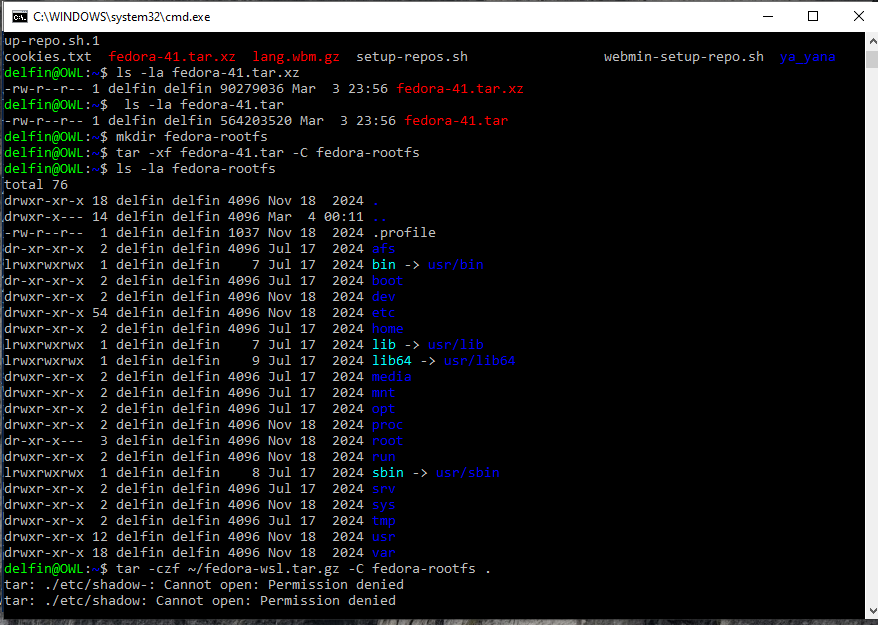 C:\WINDOWS\system32\cmd.exe
up-repo.sh.1
cookies.txt  fedora-41.tar.xz  lang.wbm.gz  setup-repos.sh                 webmin-setup-repo.sh  ya_yana
delfin@OWL:~$ ls -la fedora-41.tar.xz
-rw-r--r-- 1 delfin delfin 90279036 Mar  3 23:56 fedora-41.tar.xz
delfin@OWL:~$  ls -la fedora-41.tar
-rw-r--r-- 1 delfin delfin 564203520 Mar  3 23:56 fedora-41.tar
delfin@OWL:~$ mkdir fedora-rootfs
delfin@OWL:~$ tar -xf fedora-41.tar -C fedora-rootfs
delfin@OWL:~$ ls -la fedora-rootfs
total 76
drwxr-xr-x 18 delfin delfin 4096 Nov 18  2024 .
drwxr-x--- 14 delfin delfin 4096 Mar  4 00:11 ..
-rw-r--r--  1 delfin delfin 1037 Nov 18  2024 .profile
dr-xr-xr-x  2 delfin delfin 4096 Jul 17  2024 afs
lrwxrwxrwx  1 delfin delfin    7 Jul 17  2024 bin -> usr/bin
dr-xr-xr-x  2 delfin delfin 4096 Jul 17  2024 boot
drwxr-xr-x  2 delfin delfin 4096 Nov 18  2024 dev
drwxr-xr-x 54 delfin delfin 4096 Nov 18  2024 etc
drwxr-xr-x  2 delfin delfin 4096 Jul 17  2024 home
lrwxrwxrwx  1 delfin delfin    7 Jul 17  2024 lib -> usr/lib
lrwxrwxrwx  1 delfin delfin    9 Jul 17  2024 lib64 -> usr/lib64
drwxr-xr-x  2 delfin delfin 4096 Jul 17  2024 media
drwxr-xr-x  2 delfin delfin 4096 Jul 17  2024 mnt
drwxr-xr-x  2 delfin delfin 4096 Jul 17  2024 opt
drwxr-xr-x  2 delfin delfin 4096 Nov 18  2024 proc
dr-xr-x---  3 delfin delfin 4096 Nov 18  2024 root
drwxr-xr-x  2 delfin delfin 4096 Nov 18  2024 run
lrwxrwxrwx  1 delfin delfin    8 Jul 17  2024 sbin -> usr/sbin
drwxr-xr-x  2 delfin delfin 4096 Jul 17  2024 srv
drwxr-xr-x  2 delfin delfin 4096 Nov 18  2024 sys
drwxr-xr-x  2 delfin delfin 4096 Jul 17  2024 tmp
drwxr-xr-x 12 delfin delfin 4096 Nov 18  2024 usr
drwxr-xr-x 18 delfin delfin 4096 Nov 18  2024 var
delfin@OWL:~$ tar -czf ~/fedora-wsl.tar.gz -C fedora-rootfs .
tar: ./etc/shadow-: Cannot open: Permission denied
tar: ./etc/shadow: Cannot open: Permission denied